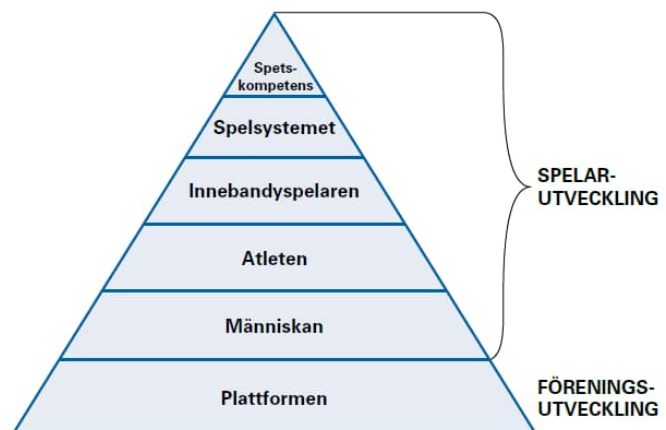 Spets-
kompetens
Spelsystemet
Innebandyspelaren
Atleten
Människan
Plattformen
SPELAR-
UTVECKLING
FÖRENINGS-
UTVECKLING